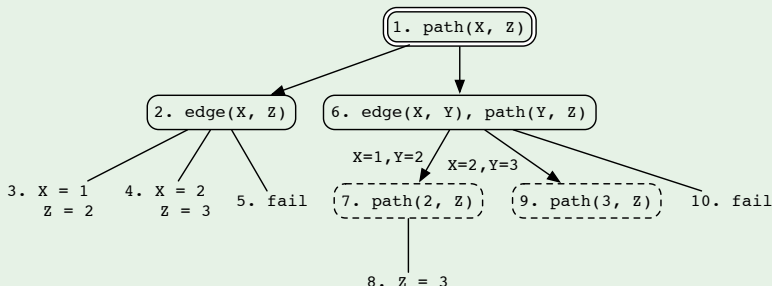 1. path(X, Z)
2. edge(X, Z)
6. edge(X, Y), path(Y, Z)
X=1,Y=2
X=2,Y=3
3. X = 1
Z = 2
4. X = 2
Z = 3
5. fail
7. path(2, Z)
9. path(3, Z)
10. fail
8. Z = 3